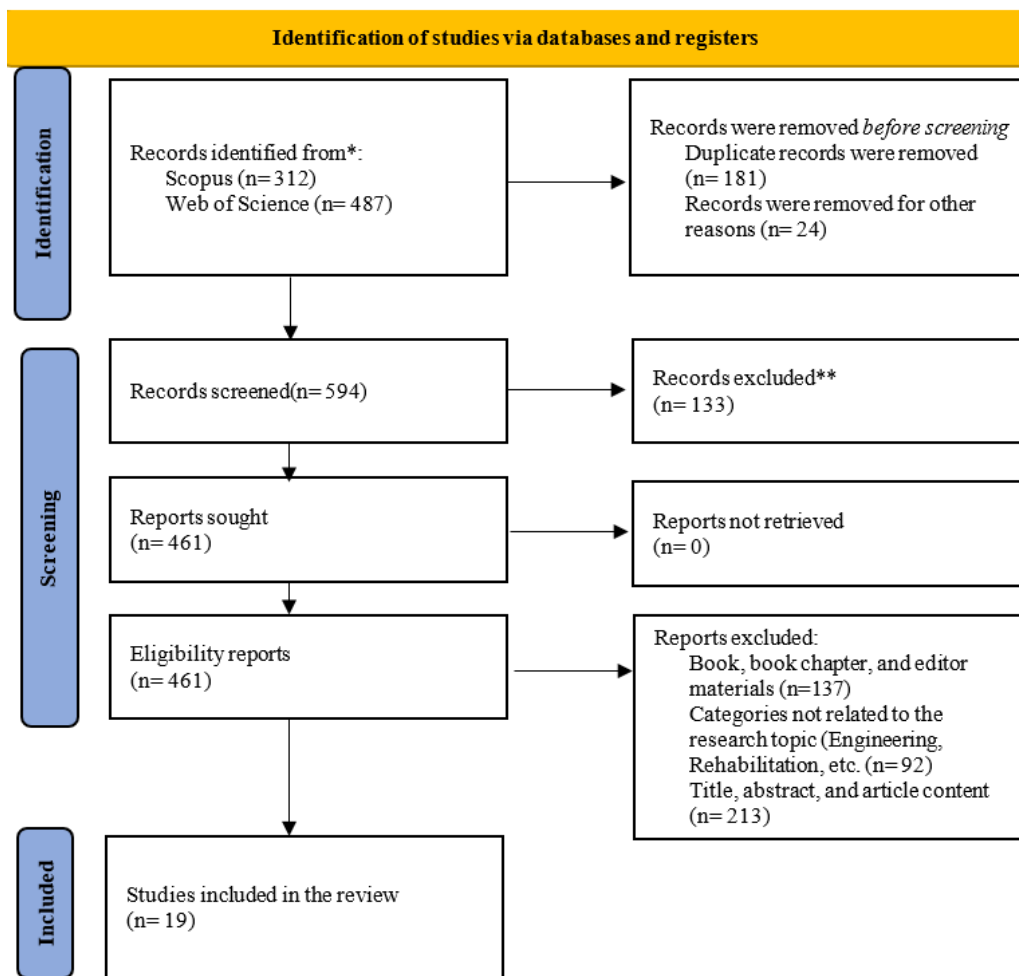 Identification of studies via databases and registers
Identification
Records identified from*:
Scopus (n= 312)
Web of Science (n= 487)
Records were removed before screening
Duplicate records were removed
(n= 181)
Records were removed for other
reasons (n= 24)
Screening
Records screened(n= 594)
Records excluded**
(n= 133)
Reports sought
(n= 461)
Reports not retrieved
(n= 0)
Eligibility reports
(n= 461)
Reports excluded:
Book, book chapter, and editor
materials (n=137)
Categories not related to the
research topic (Engineering,
Rehabilitation, etc. (n= 92)
Title, abstract, and article content
(n= 213)
Included
Studies included in the review
(n= 19)